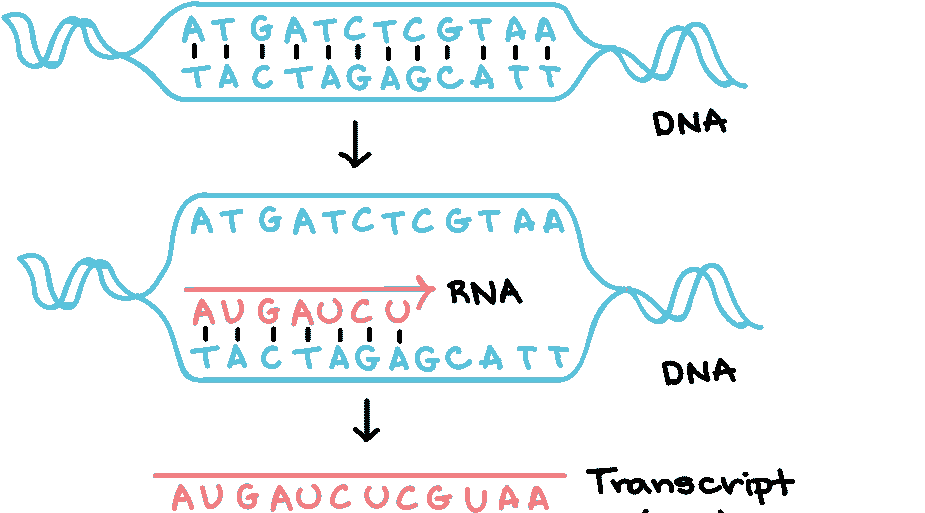 ATGATCTCGTAA
TACTAGAGCATT
DNA
ATGATCTCGTAA
RNA
AUGAUCU
TACTAGAGCATT
DNA
Transcript
AUGAUCUCGUAA